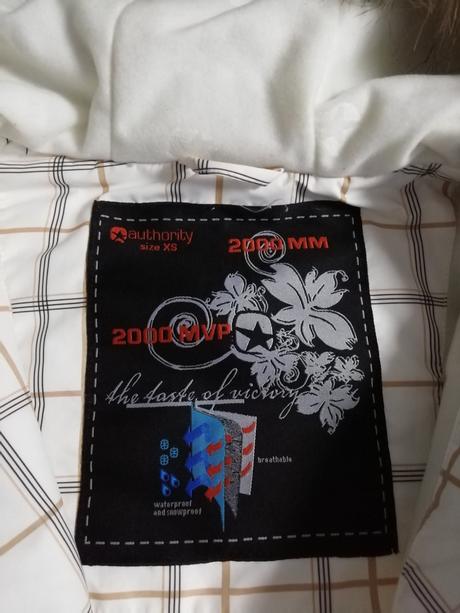 authority
size XS
2000 MM
2000 MVP
the taste of victory
breathable
waterproof
and snowproof